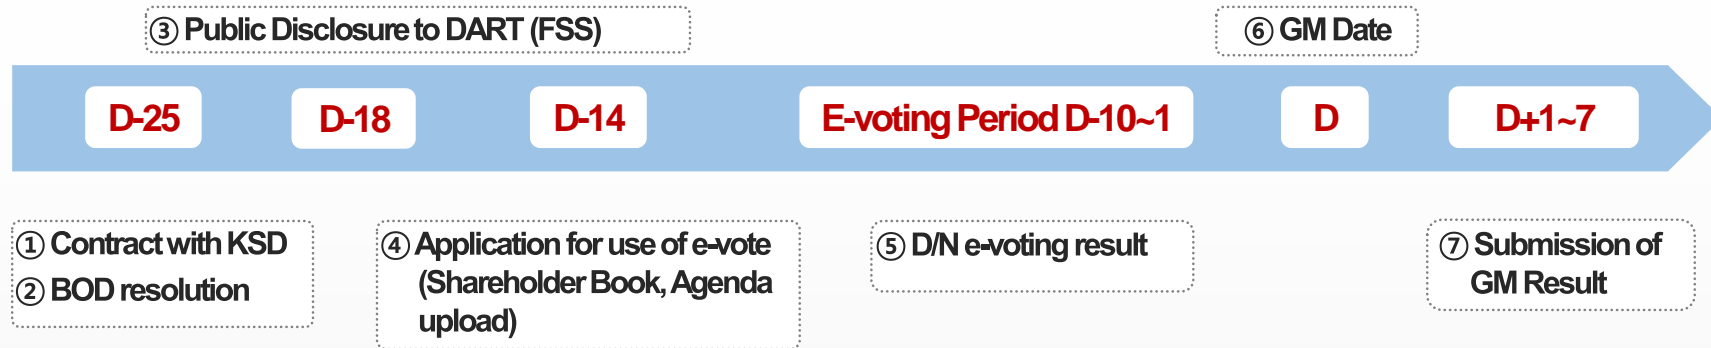 ③ Public Disclosure to DART (FSS)
⑥ GM Date
D-25
D-18
D-14
E-voting Period D-10~1
D
D+1~7
① Contract with KSD
② BOD resolution
④ Application for use of e-vote
(Shareholder Book, Agenda
upload)
⑤ D/N e-voting result
⑦ Submission of
GM Result